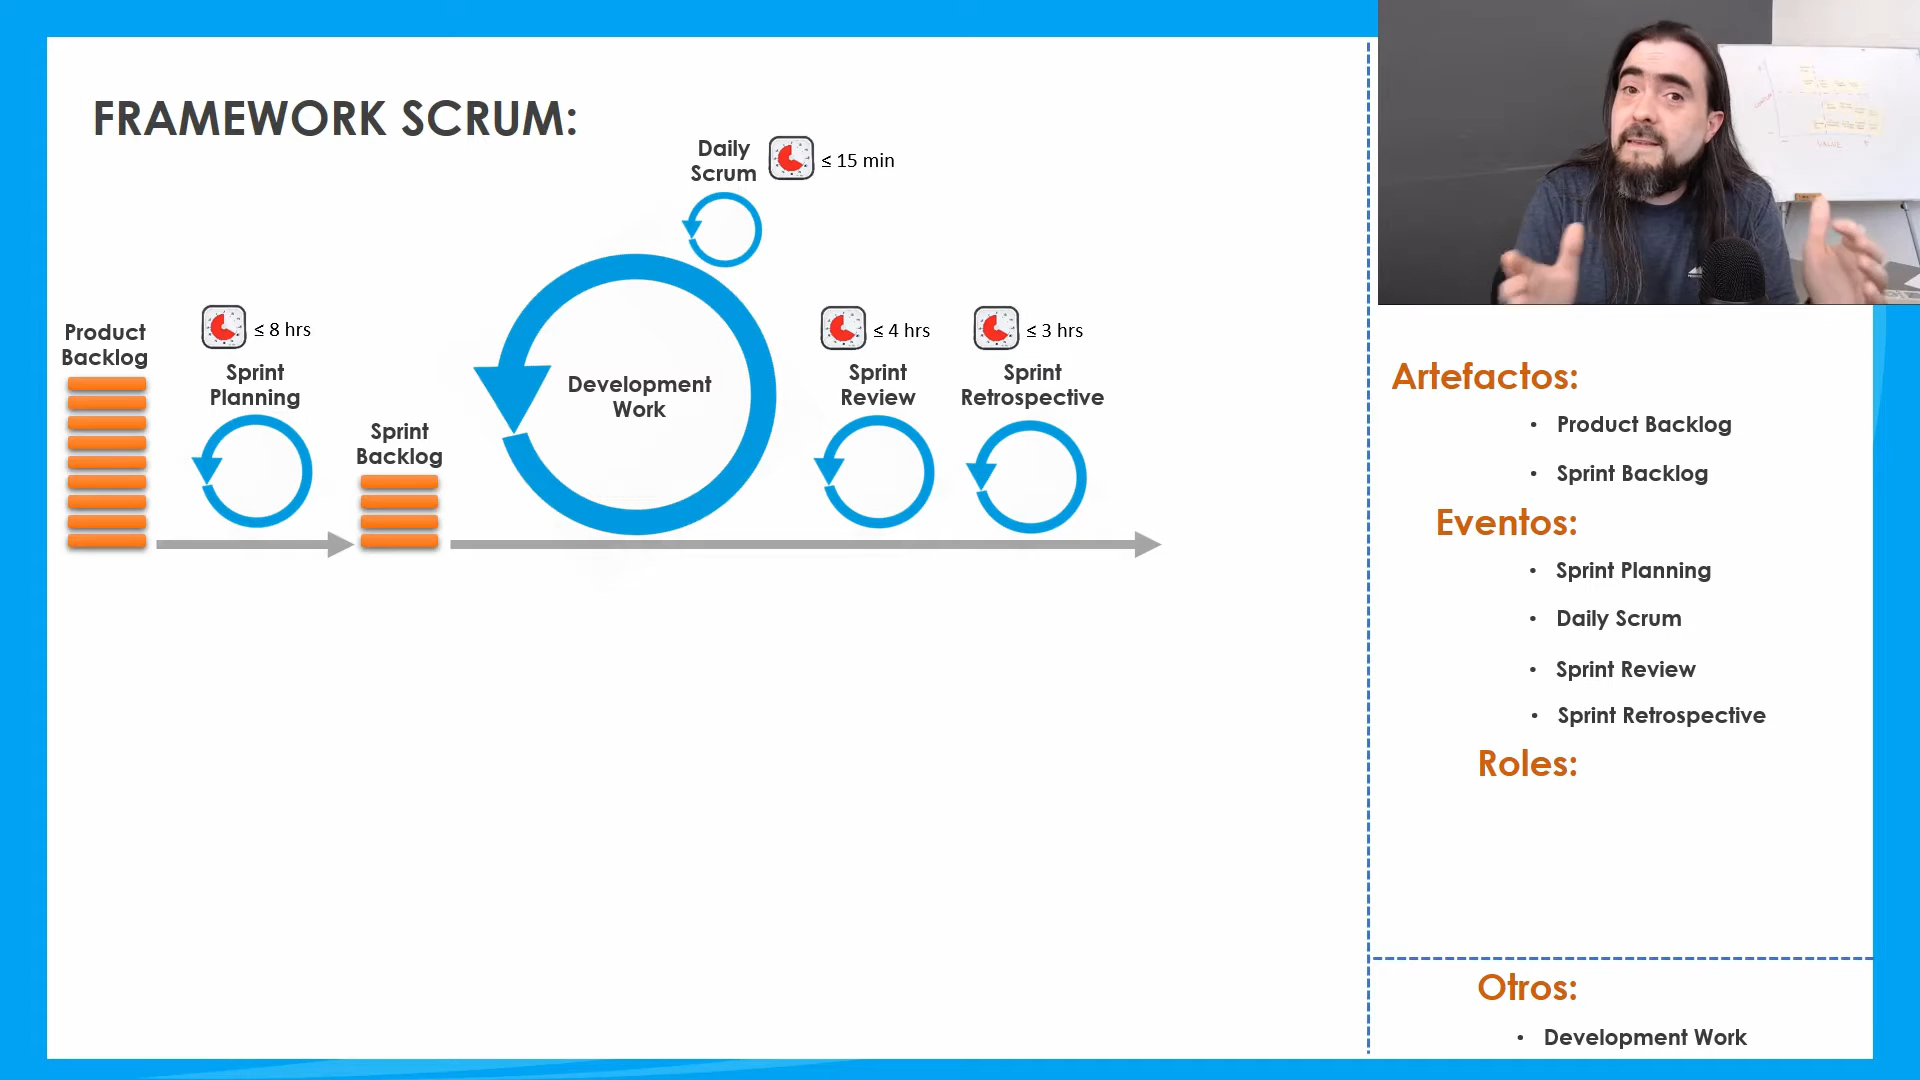 FRAMEWORK SCRUM:
Daily
Scrum
≤ 15 min
Product
Backlog
≤ 8 hrs
Sprint
Planning
Sprint
Backlog
Development
Work
≤ 4 hrs
Sprint
Review
≤ 3 hrs
Sprint
Retrospective
Artefactos:
• Product Backlog
• Sprint Backlog
Eventos:
• Sprint Planning
• Daily Scrum
• Sprint Review
• Sprint Retrospective
Roles:
Otros:
• Development Work
VALUE